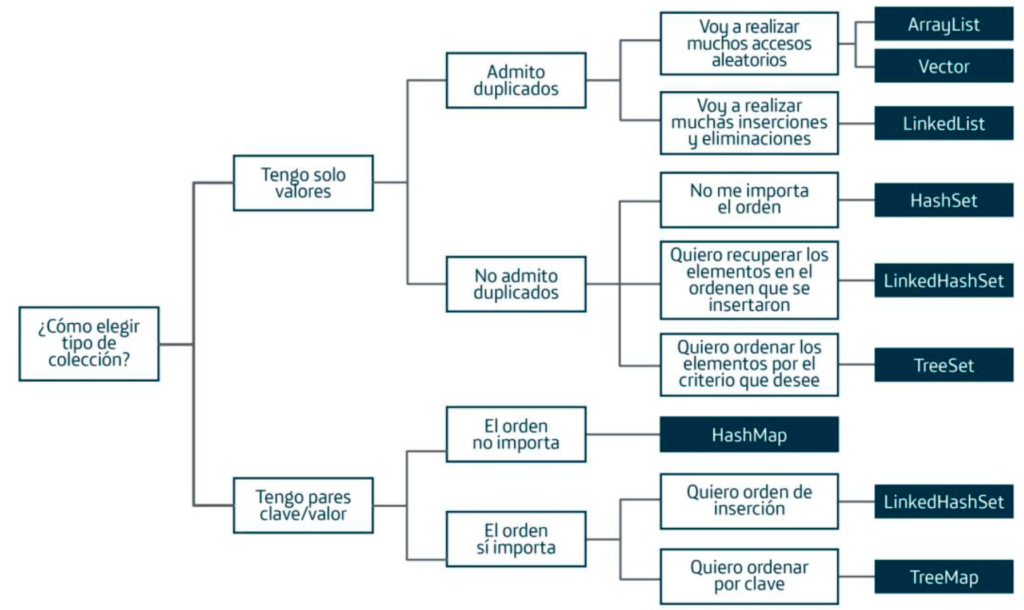 ¿Cómo elegir
tipo de
colección?
Tengo solo
valores
Admito
duplicados
Voy a realizar
muchos accesos
aleatorios
ArrayList
Vector
Voy a realizar
muchas inserciones
y eliminaciones
LinkedList
No admito
duplicados
No me importa
el orden
HashSet
Quiero recuperar los
elementos en el
ordenen que se
insertaron
LinkedHashSet
Quiero ordenar los
elementos por el
criterio que desee
TreeSet
Tengo pares
clave/valor
El orden
no importa
HashMap
El orden
sí importa
Quiero orden de
inserción
LinkedHashSet
Quiero ordenar
por clave
TreeMap